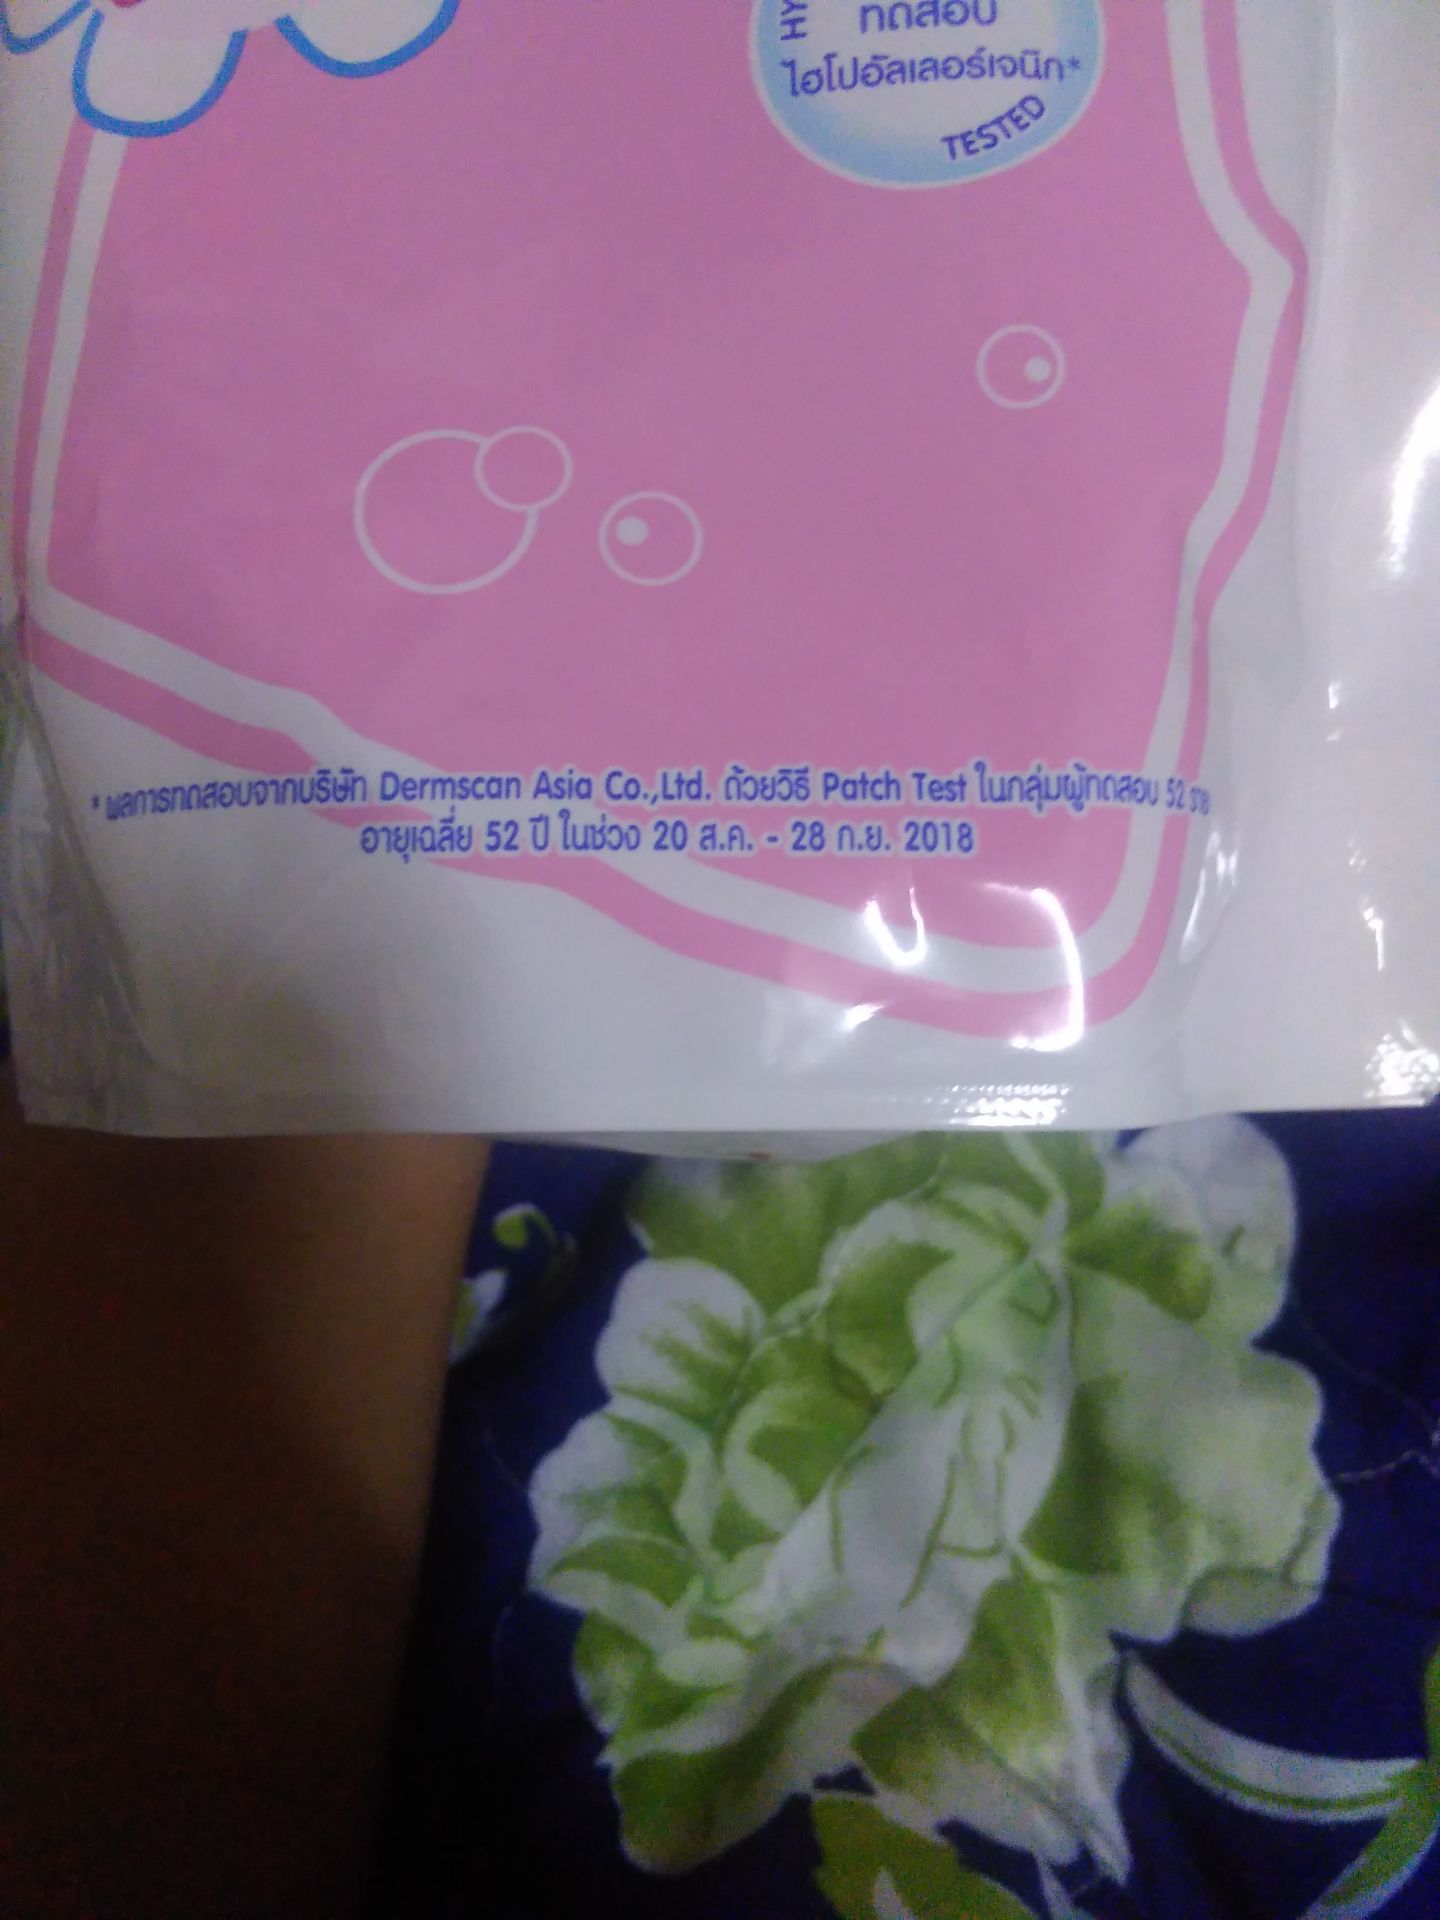 HY
ทดสอบ
ไฮโปอัลเลอร์เจนิก*
TESTED
* ผลการทดสอบจากบริษัท Dermscan Asia Co.,Ltd. ด้วยวิธี Patch Test ในกลุ่มผู้ทดสอบ 52 ราย
อายุเฉลี่ย 52 ปี ในช่วง 20 ส.ค. - 28 ก.ย. 2018